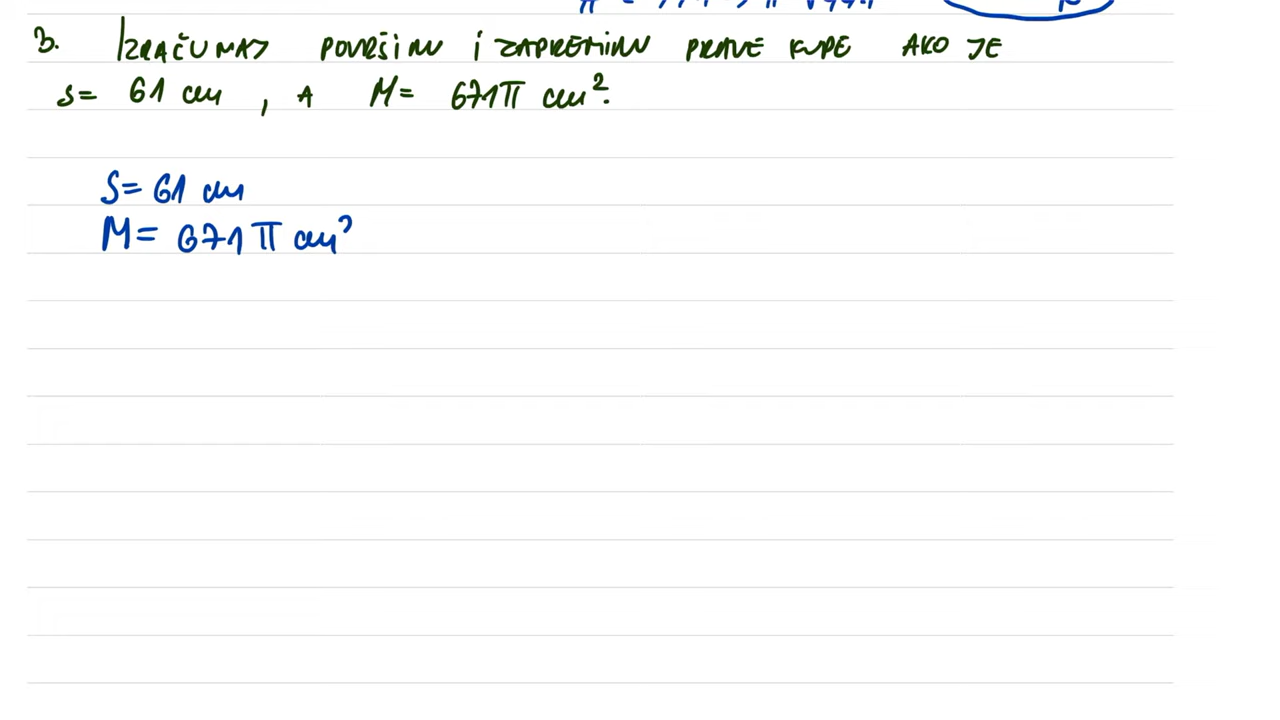 3. IZRAČUNAJ POVRŠINU I ZAPREMINU PRAVE KUPE AKO JE
s= 61 cm , A M= 671π cm².
S= 61 cm
M= 671π cm²